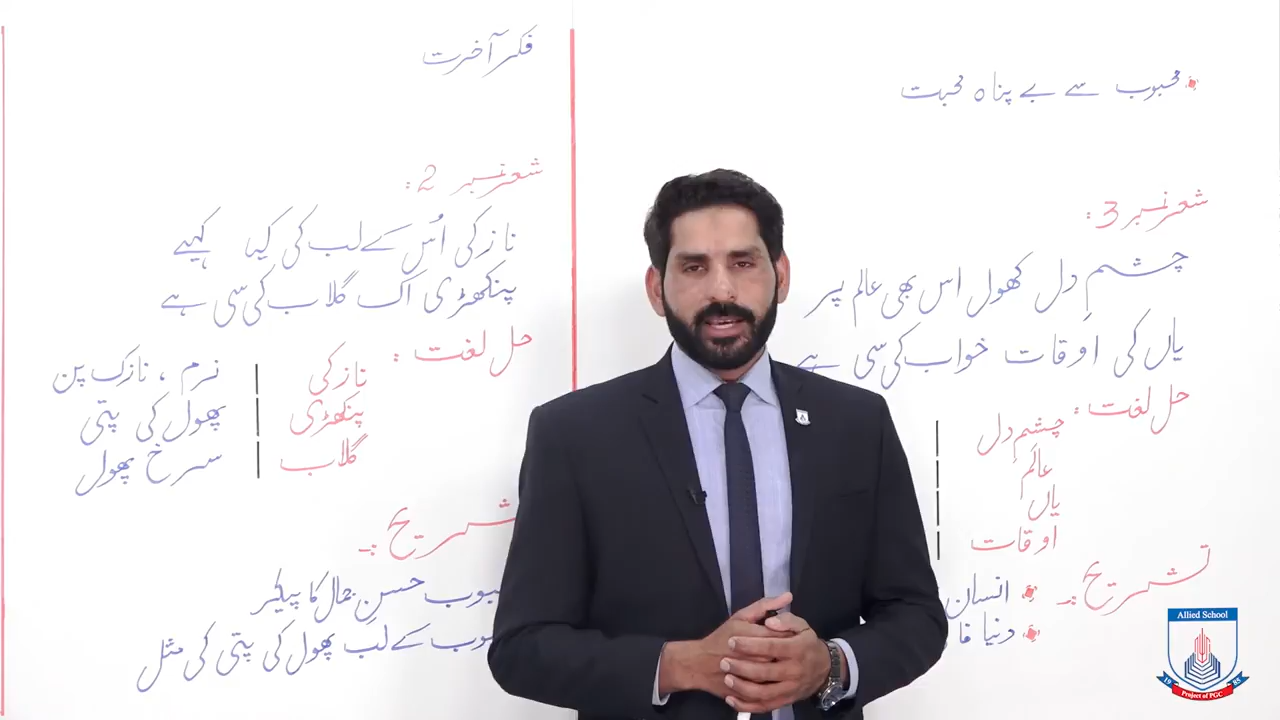 محبوب سے بے پناہ محبت
شعر نمبر 3:
چشمِ دل کھول اس بھی عالم پر
یاں کی اوقات خواب کی سی ہے
حل لغت:
چشمِ دل
عالَم
یاں
اوقات
تشریح:
انسان
دنیا
فکر آخرت
شعر نمبر 2:
نازکی اُس کے لب کی کیا کہیے
پنکھڑی اک گلاب کی سی ہے
حل لغت:
نازکی | نرم ، نازک پن
پنکھڑی | پھول کی پتی
گلاب | سرخ پھول
تشریح:
حسنِ جمال کا پیکر
کے لب پھول کی پتی کی مثل
Allied School
19 85
Project of PGC